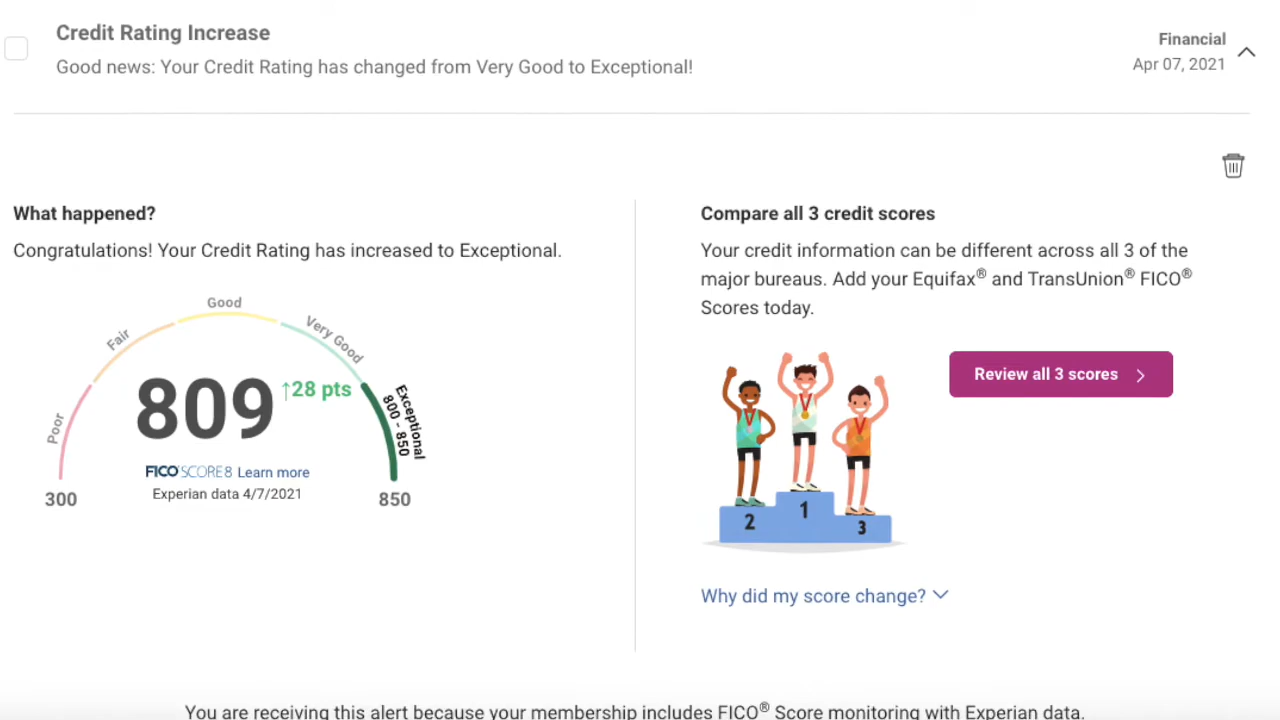 Credit Rating Increase
Good news: Your Credit Rating has changed from Very Good to Exceptional!
Financial
Apr 07, 2021
What happened?
Congratulations! Your Credit Rating has increased to Exceptional.
Poor
Fair
Good
Very Good
Exceptional
800 - 850
809
↑28 pts
FICO SCORE 8 Learn more
Experian data 4/7/2021
300
850
Compare all 3 credit scores
Your credit information can be different across all 3 of the
major bureaus. Add your Equifax® and TransUnion® FICO®
Scores today.
Review all 3 scores
2
1
3
Why did my score change?
You are receiving this alert because your membership includes FICO® Score monitoring with Experian data.